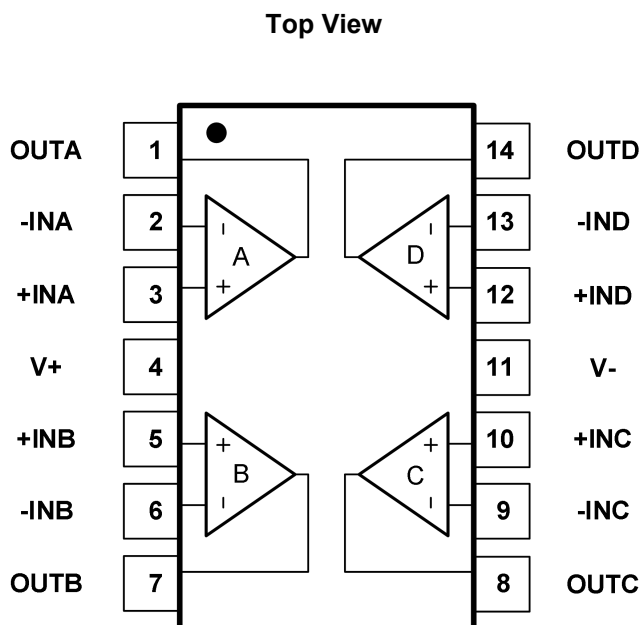 Top View
OUTA 1 14 OUTD
-INA 2 - - 13 -IND
A D
+INA 3 + + 12 +IND
V+ 4 11 V-
+INB 5 + + 10 +INC
B C
-INB 6 - - 9 -INC
OUTB 7 8 OUTC